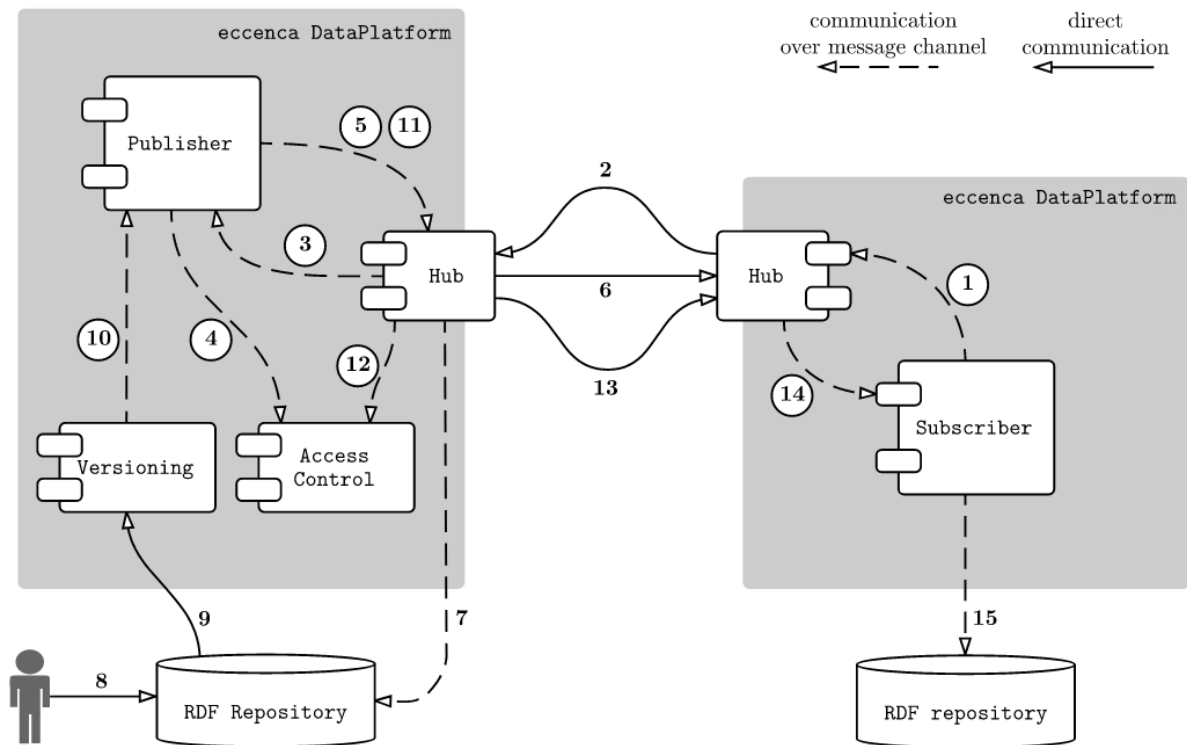 eccenca DataPlatform
communication
over message channel
direct
communication
Publisher
5
11
2
eccenca DataPlatform
3
Hub
6
Hub
1
10
4
12
13
14
Versioning
Access
Control
Subscriber
9
7
15
8
RDF Repository
RDF repository